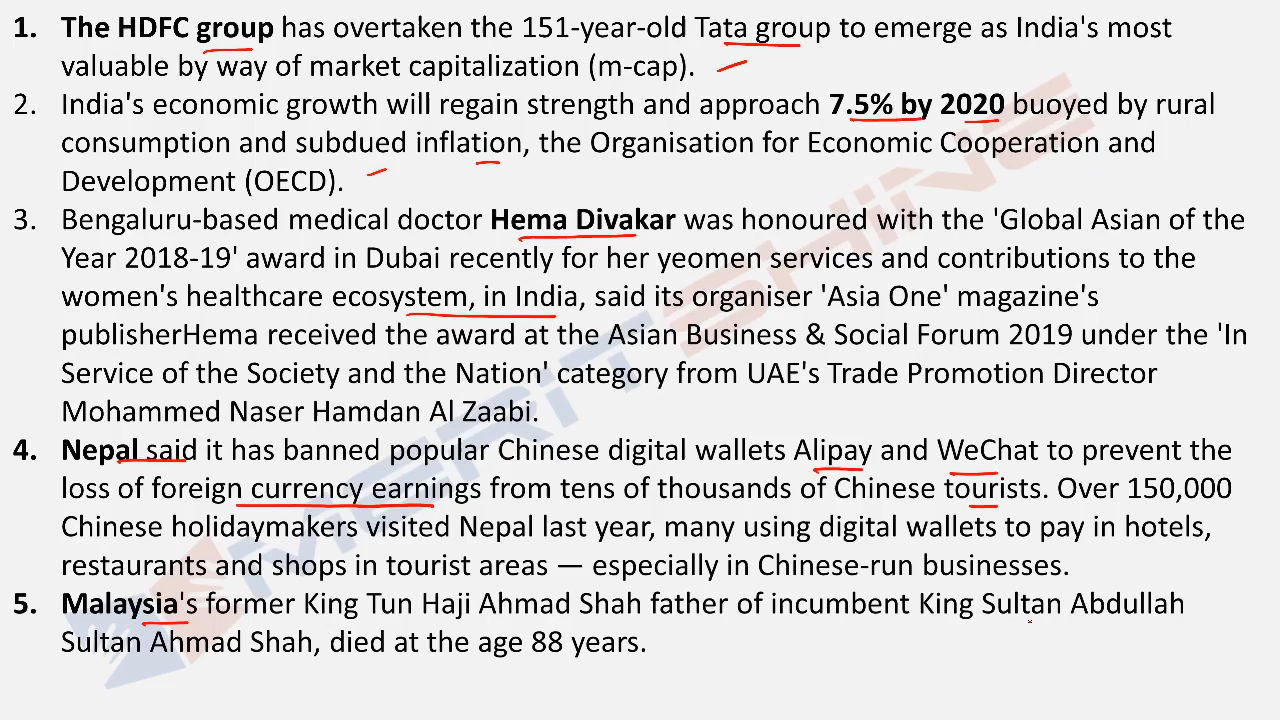 1. The HDFC group has overtaken the 151-year-old Tata group to emerge as India's most
valuable by way of market capitalization (m-cap).
2. India's economic growth will regain strength and approach 7.5% by 2020 buoyed by rural
consumption and subdued inflation, the Organisation for Economic Cooperation and
Development (OECD).
3. Bengaluru-based medical doctor Hema Divakar was honoured with the 'Global Asian of the
Year 2018-19' award in Dubai recently for her yeomen services and contributions to the
women's healthcare ecosystem, in India, said its organiser 'Asia One' magazine's
publisherHema received the award at the Asian Business & Social Forum 2019 under the 'In
Service of the Society and the Nation' category from UAE's Trade Promotion Director
Mohammed Naser Hamdan Al Zaabi.
4. Nepal said it has banned popular Chinese digital wallets Alipay and WeChat to prevent the
loss of foreign currency earnings from tens of thousands of Chinese tourists. Over 150,000
Chinese holidaymakers visited Nepal last year, many using digital wallets to pay in hotels,
restaurants and shops in tourist areas — especially in Chinese-run businesses.
5. Malaysia's former King Tun Haji Ahmad Shah father of incumbent King Sultan Abdullah
Sultan Ahmad Shah, died at the age 88 years.
MERIT SHINE